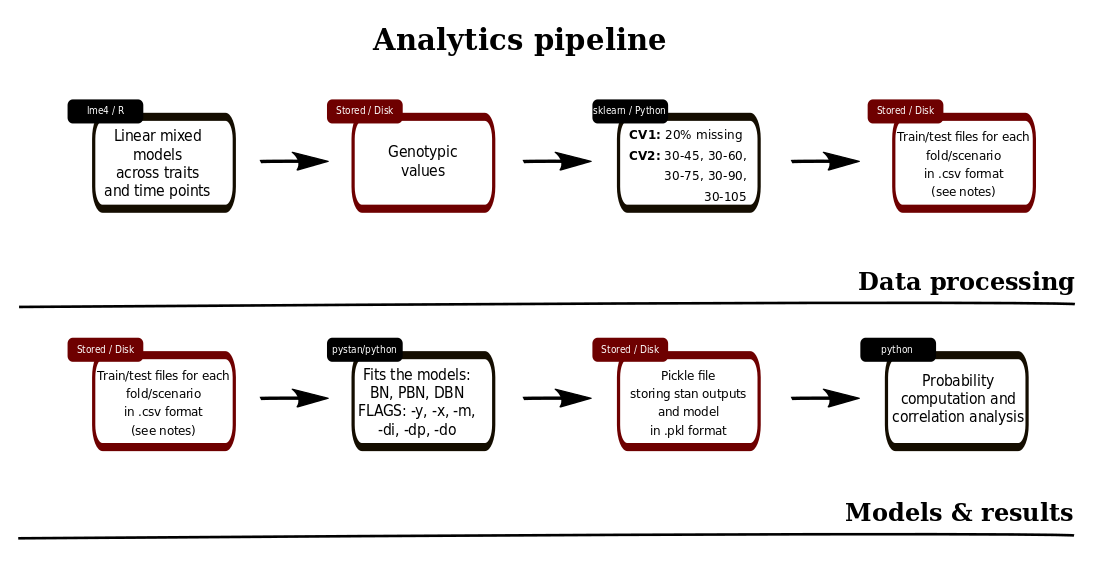 Analytics pipeline
lme4 / R
Linear mixed
models
across traits
and time points
Stored / Disk
Genotypic
values
sklearn / Python
CV1: 20% missing
CV2: 30-45, 30-60,
30-75, 30-90,
30-105
Stored / Disk
Train/test files for each
fold/scenario
in .csv format
(see notes)
Data processing
Stored / Disk
Train/test files for each
fold/scenario
in .csv format
(see notes)
pystan/python
Fits the models:
BN, PBN, DBN
FLAGS: -y, -x, -m,
-di, -dp, -do
Stored / Disk
Pickle file
storing stan outputs
and model
in .pkl format
python
Probability
computation and
correlation analysis
Models & results